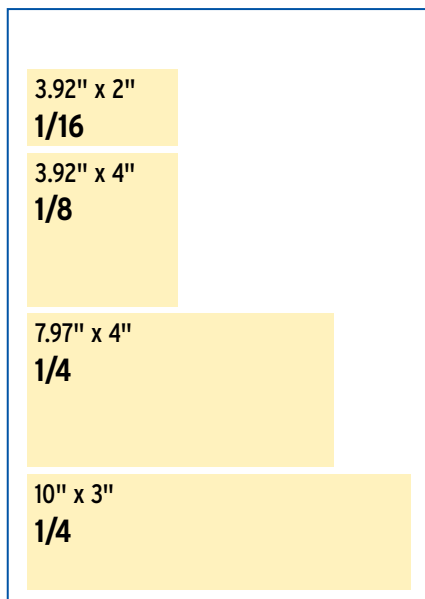 3.92" x 2"
1/16
3.92" x 4"
1/8
7.97" x 4"
1/4
10" x 3"
1/4